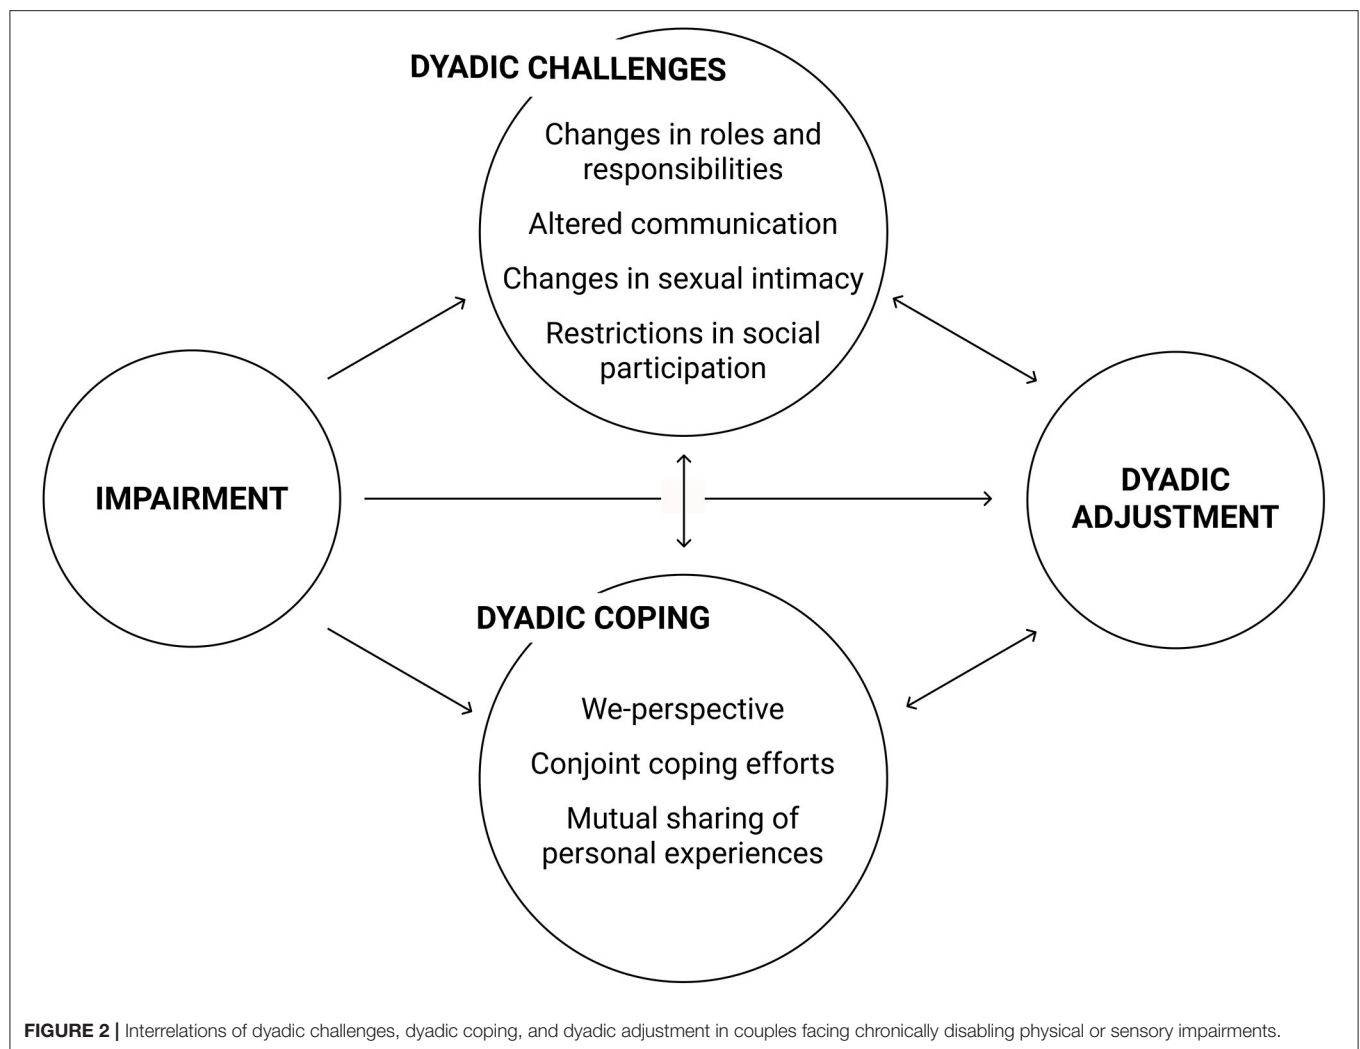 DYADIC CHALLENGES
Changes in roles and
responsibilities
Altered communication
Changes in sexual intimacy
Restrictions in social
participation
IMPAIRMENT
DYADIC
ADJUSTMENT
DYADIC COPING
We-perspective
Conjoint coping efforts
Mutual sharing of
personal experiences
FIGURE 2 | Interrelations of dyadic challenges, dyadic coping, and dyadic adjustment in couples facing chronically disabling physical or sensory impairments.